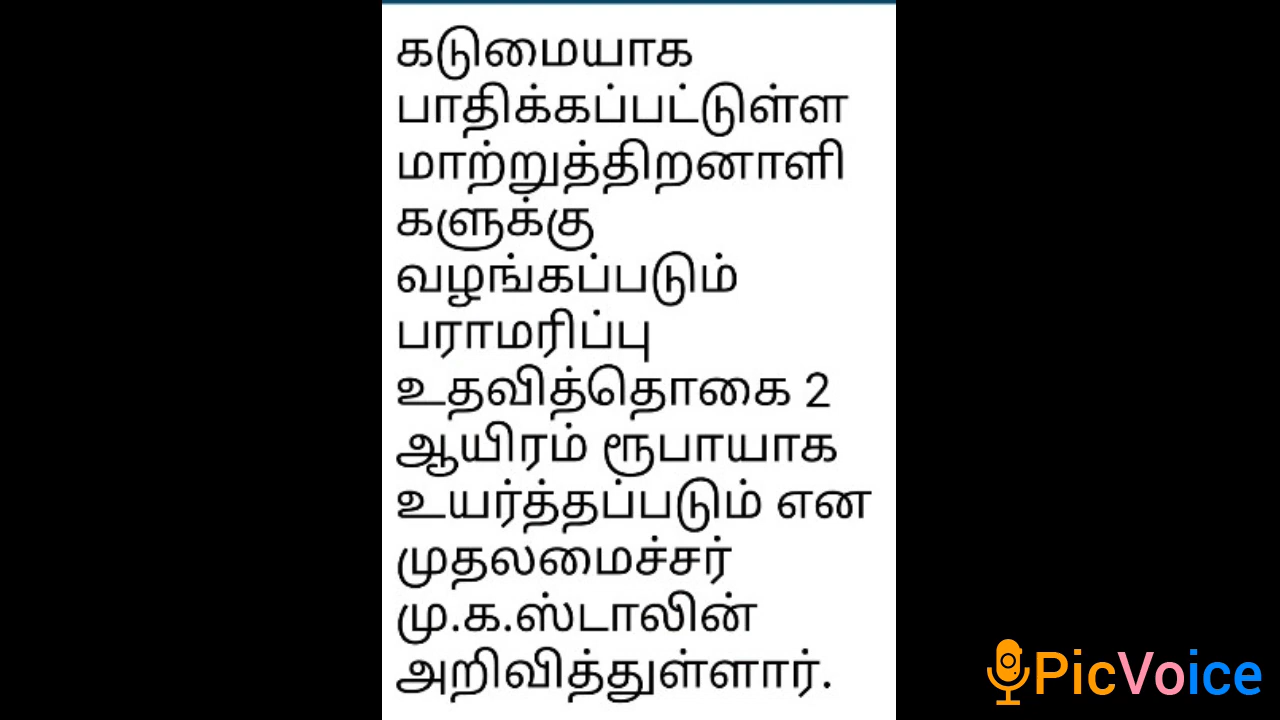 கடுமையாக
பாதிக்கப்பட்டுள்ள
மாற்றுத்திறனாளி
களுக்கு
வழங்கப்படும்
பராமரிப்பு
உதவித்தொகை 2
ஆயிரம் ரூபாயாக
உயர்த்தப்படும் என
முதலமைச்சர்
மு.க.ஸ்டாலின்
அறிவித்துள்ளார்.
PicVoice